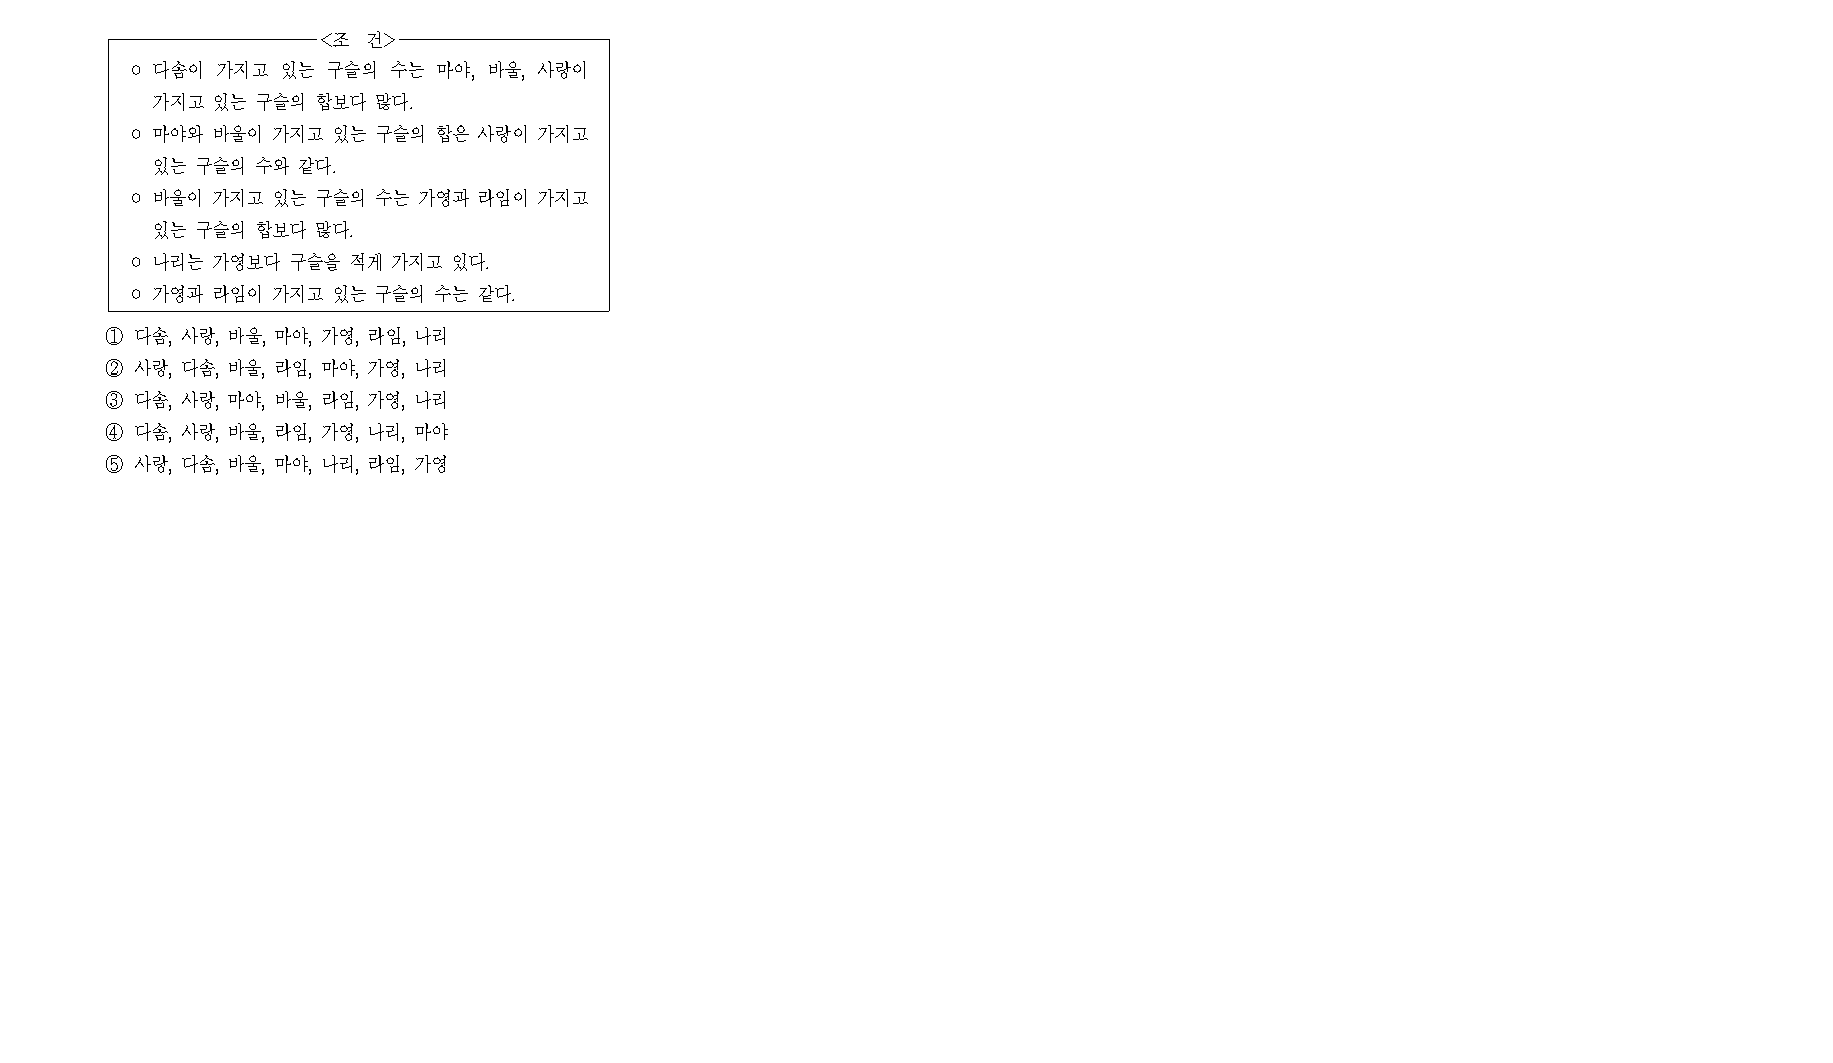 <조 건>
ㅇ 다솜이 가지고 있는 구슬의 수는 마야, 바울, 사랑이
가지고 있는 구슬의 합보다 많다.
ㅇ 마야와 바울이 가지고 있는 구슬의 합은 사랑이 가지고
있는 구슬의 수와 같다.
ㅇ 바울이 가지고 있는 구슬의 수는 가영과 라임이 가지고
있는 구슬의 합보다 많다.
ㅇ 나리는 가영보다 구슬을 적게 가지고 있다.
ㅇ 가영과 라임이 가지고 있는 구슬의 수는 같다.
① 다솜, 사랑, 바울, 마야, 가영, 라임, 나리
② 사랑, 다솜, 바울, 라임, 마야, 가영, 나리
③ 다솜, 사랑, 마야, 바울, 라임, 가영, 나리
④ 다솜, 사랑, 바울, 라임, 가영, 나리, 마야
⑤ 사랑, 다솜, 바울, 마야, 나리, 라임, 가영